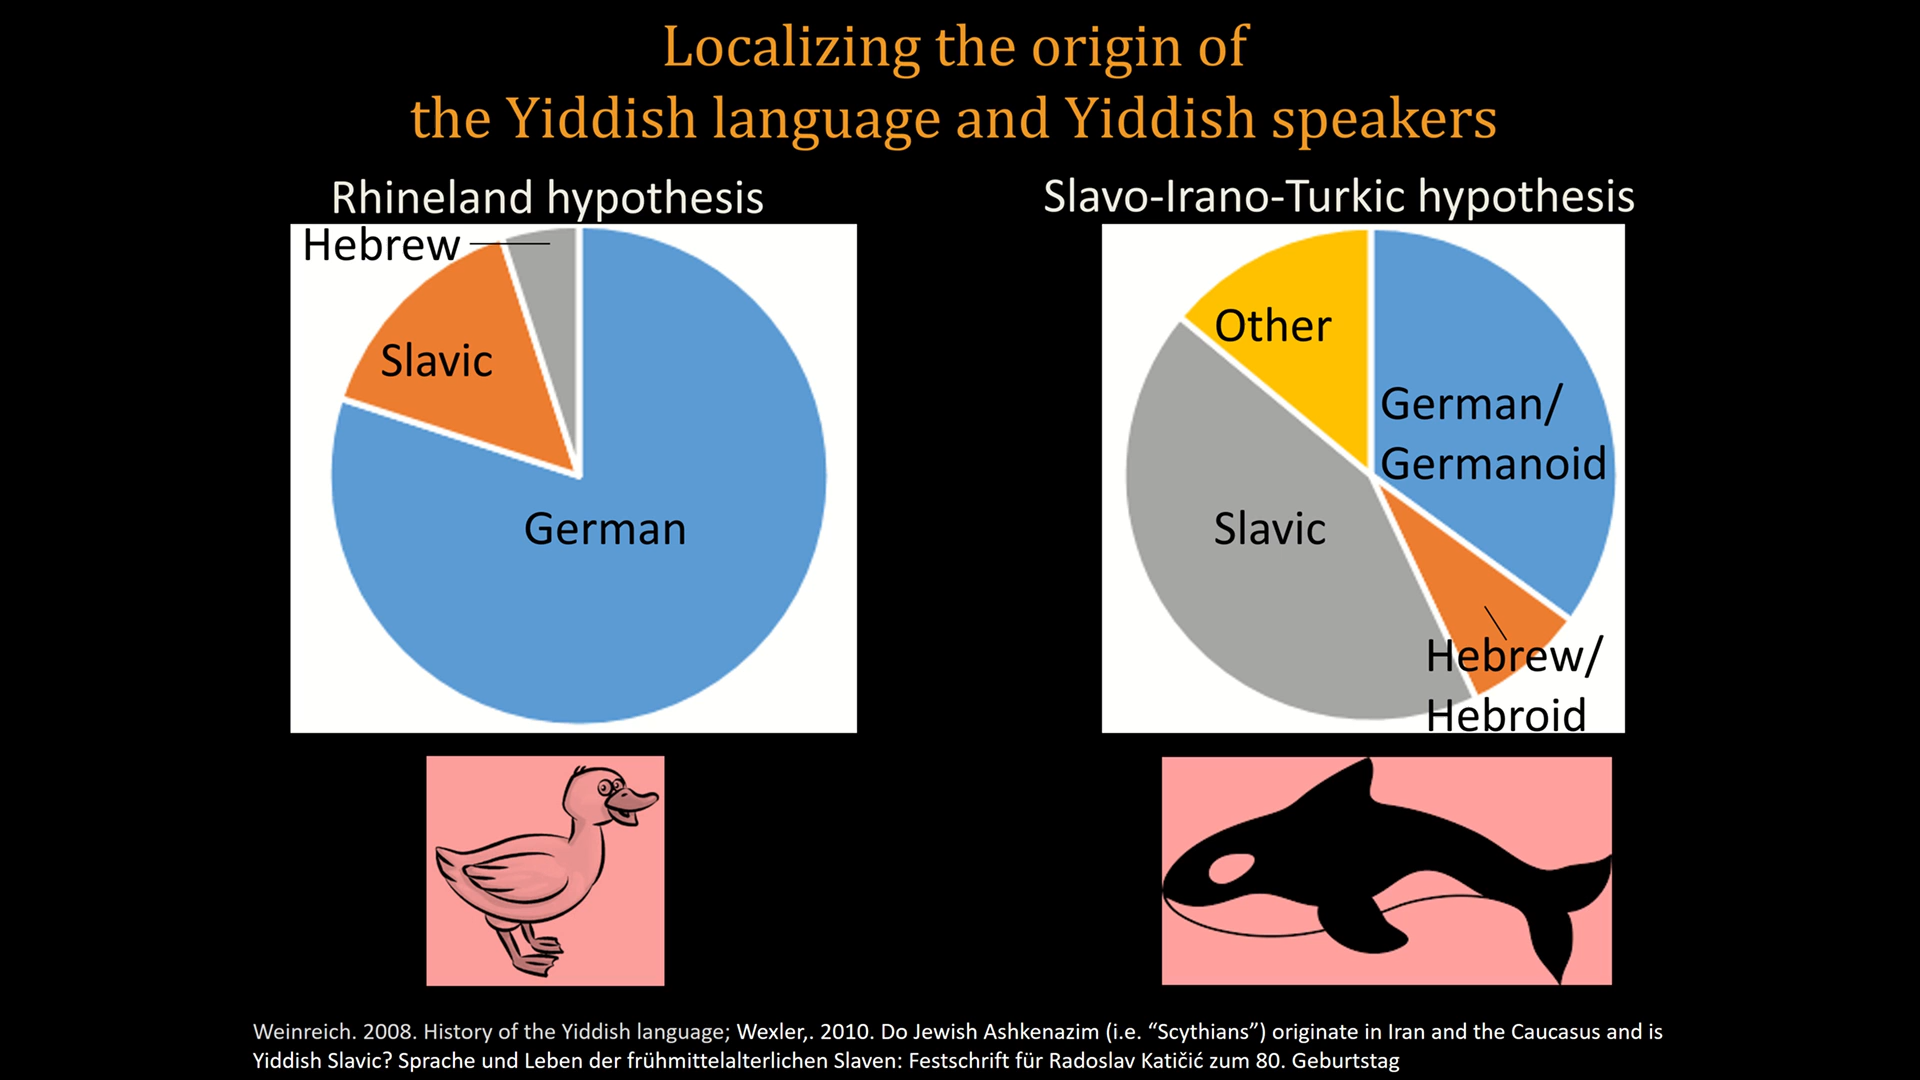 Localizing the origin of
the Yiddish language and Yiddish speakers
Rhineland hypothesis
Hebrew
Slavic
German
Slavo-Irano-Turkic hypothesis
Other
German/
Germanoid
Slavic
Hebrew/
Hebroid
Weinreich. 2008. History of the Yiddish language; Wexler,. 2010. Do Jewish Ashkenazim (i.e. “Scythians”) originate in Iran and the Caucasus and is
Yiddish Slavic? Sprache und Leben der frühmittelalterlichen Slaven: Festschrift für Radoslav Katičić zum 80. Geburtstag